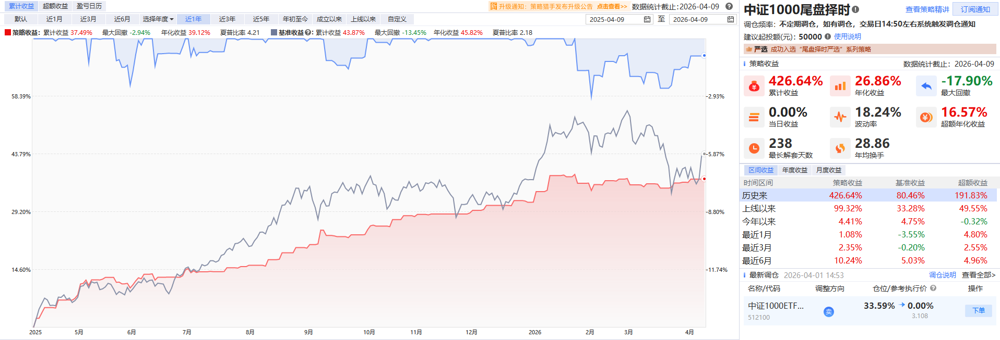 累计收益 超额收益 盈亏日历
新 升级通知：策略猎手发布升级公告 点击查看>> 数据统计截止:2026-04-09 ?
默认 近1月 近3月 近6月 选择年度 近1年 近3年 近5年 年初至今 成立以来 上线以来 自定义
2025-04-09 至 2026-04-09
策略收益：累计收益 37.49% 最大回撤 -2.94% 年化收益 39.12% 夏普比率 4.21
基准收益?：累计收益 43.87% 最大回撤 -13.45% 年化收益 45.82% 夏普比率 2.18
58.39% -2.93%
43.79% -5.87%
29.20% -8.80%
14.60% -11.74%
2025 5月 6月 7月 8月 9月 10月 11月 12月 2026 2月 3月 4月
中证1000尾盘择时 !
查看策略精讲 订阅通知
调仓频率：不定期调仓，如有调仓，交易日14:50左右系统触发调仓通知
建议起投额(元)：50000 ! 使用说明
严选 成功入选“尾盘择时严选”系列策略
策略收益 数据统计截止：2026-04-09
426.64% 26.86% -17.90%
累计收益 年化收益 最大回撤
0.00% 18.24% 16.57%
当日收益 波动率 超额年化收益
238 28.86
最长解套天数 年均换手
区间收益 年度收益 月度收益
时间区间 策略收益 基准收益 超额收益
历史来 426.64% 80.46% 191.83%
上线以来 99.32% 33.28% 49.55%
今年以来 4.41% 4.75% -0.32%
最近1月 1.08% -3.55% 4.80%
最近3月 2.35% -0.20% 2.55%
最近6月 10.24% 5.03% 4.96%
最新调仓 2026-04-01 14:53 调仓说明 查看全部>
名称/代码 调整方向 仓位/参考执行价 ? 操作
中证1000ETF... 卖 33.59% 0.00% 下单
512100 3.108